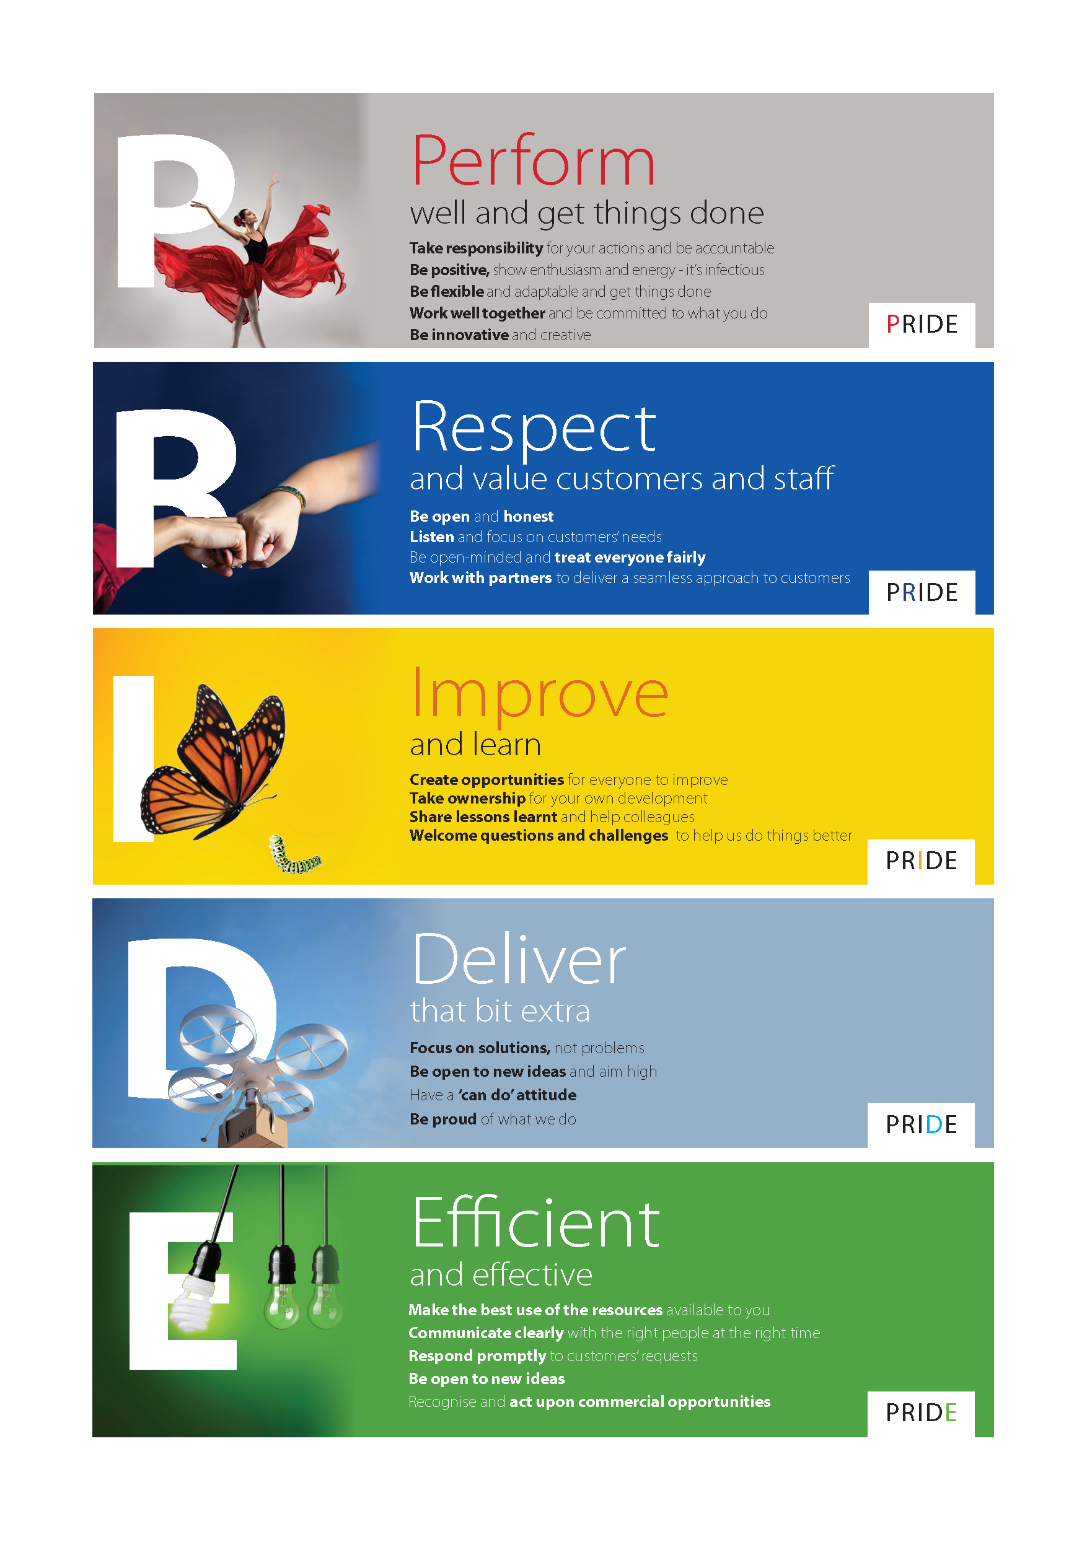 P
Perform
well and get things done
Take responsibility for your actions and be accountable
Be positive, show enthusiasm and energy - it's infectious
Be flexible and adaptable and get things done
Work well together and be committed to what you do
Be innovative and creative
PRIDE
R
Respect
and value customers and staff
Be open and honest
Listen and focus on customers' needs
Be open-minded and treat everyone fairly
Work with partners to deliver a seamless approach to customers
PRIDE
I
Improve
and learn
Create opportunities for everyone to improve
Take ownership for your own development
Share lessons learnt and help colleagues
Welcome questions and challenges to help us do things better
PRIDE
D
Deliver
that bit extra
Focus on solutions, not problems
Be open to new ideas and aim high
Have a 'can do' attitude
Be proud of what we do
PRIDE
E
Efficient
and effective
Make the best use of the resources available to you
Communicate clearly with the right people at the right time
Respond promptly to customers' requests
Be open to new ideas
Recognise and act upon commercial opportunities
PRIDE